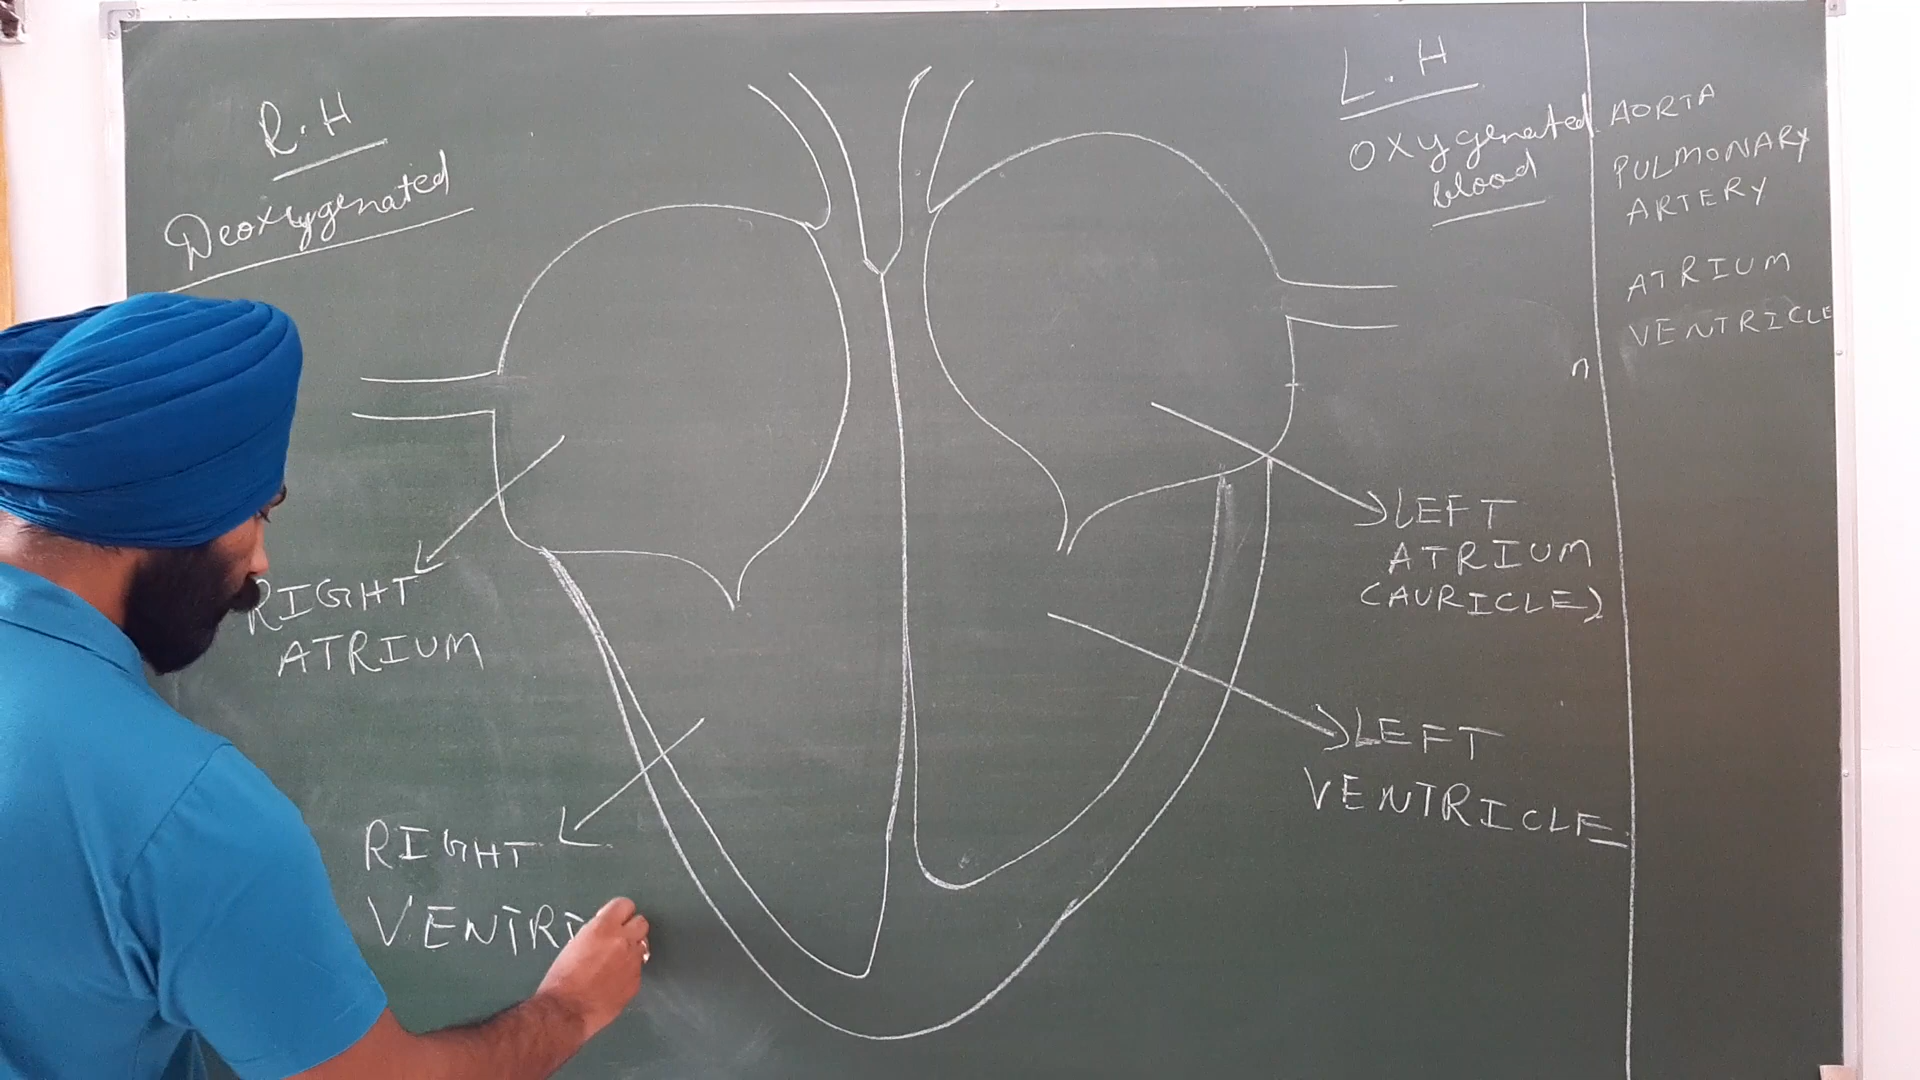 R.H
Deoxygenated
L.H
oxygenated
blood
AORTA
PULMONARY
ARTERY
ATRIUM
VENTRICLE
n
RIGHT
ATRIUM
LEFT
ATRIUM
(AURICLE)
RIGHT
VENTRI
LEFT
VENTRICLE